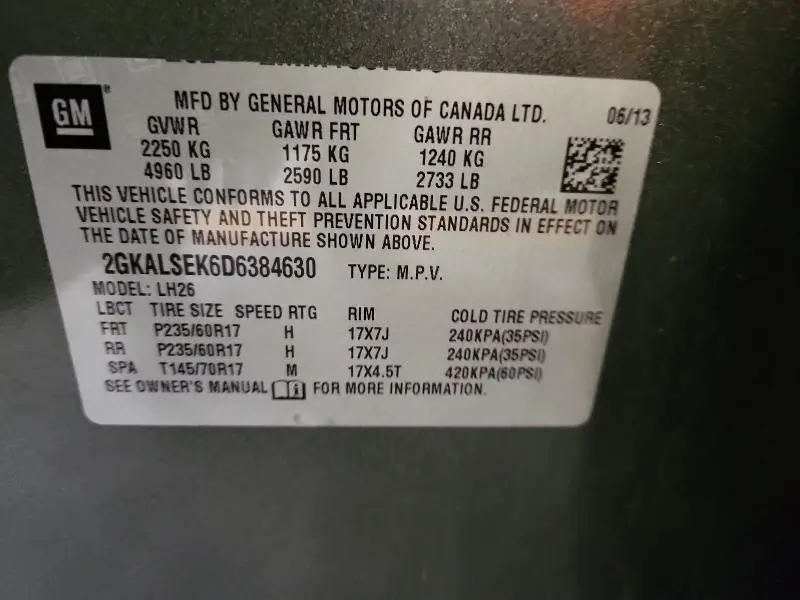 GM ®
MFD BY GENERAL MOTORS OF CANADA LTD. 06/13
GVWR GAWR FRT GAWR RR
2250 KG 1175 KG 1240 KG
4960 LB 2590 LB 2733 LB
THIS VEHICLE CONFORMS TO ALL APPLICABLE U.S. FEDERAL MOTOR
VEHICLE SAFETY AND THEFT PREVENTION STANDARDS IN EFFECT ON
THE DATE OF MANUFACTURE SHOWN ABOVE.
2GKALSEK6D6384630 TYPE: M.P.V.
MODEL: LH26
LBCT TIRE SIZE SPEED RTG RIM COLD TIRE PRESSURE
FRT P235/60R17 H 17X7J 240KPA(35PSI)
RR P235/60R17 H 17X7J 240KPA(35PSI)
SPA T145/70R17 M 17X4.5T 420KPA(60PSI)
SEE OWNER'S MANUAL FOR MORE INFORMATION.